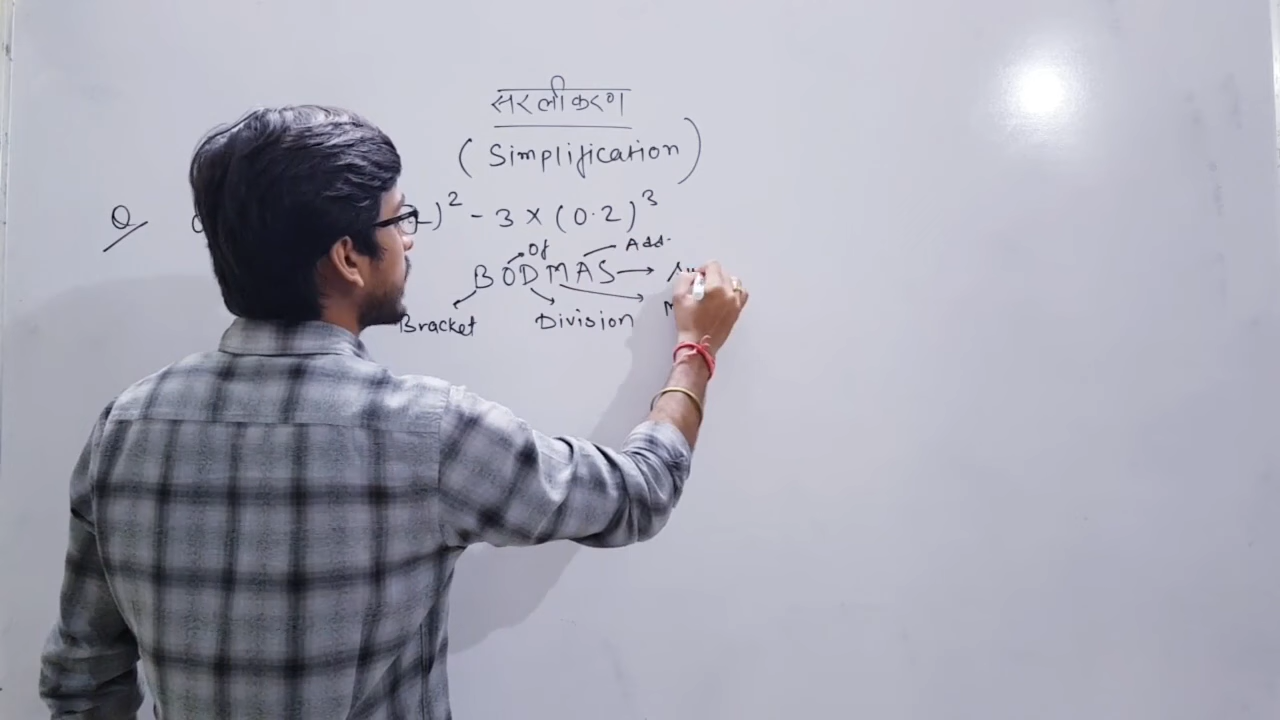 सरलीकरण
(Simplification)
Q )² - 3 × (0.2)³
Of Add.
BODMAS
Bracket Division